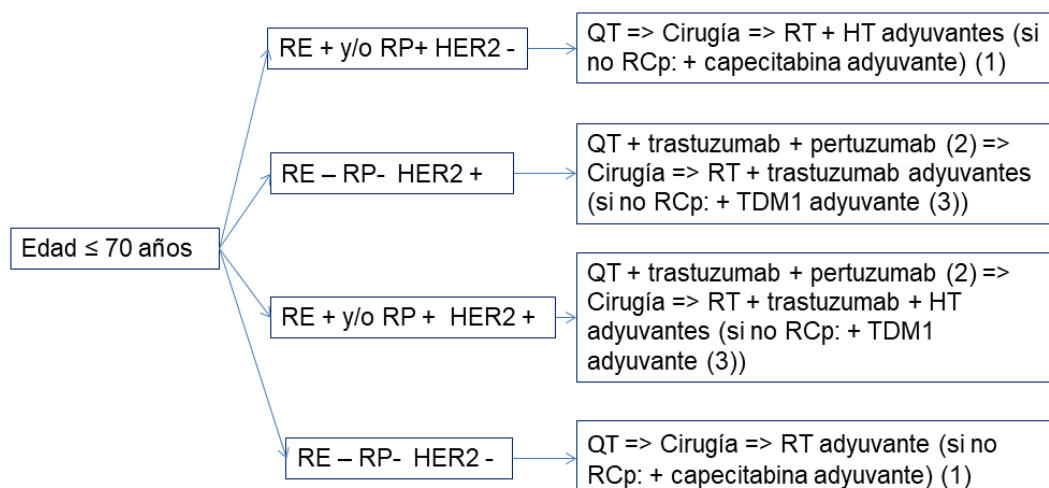 RE + y/o RP+ HER2 -
QT => Cirugía => RT + HT adyuvantes (si
no RCp: + capecitabina adyuvante) (1)
RE – RP- HER2 +
QT + trastuzumab + pertuzumab (2) =>
Cirugía => RT + trastuzumab adyuvantes
(si no RCp: + TDM1 adyuvante (3))
Edad ≤ 70 años
RE + y/o RP + HER2 +
QT + trastuzumab + pertuzumab (2) =>
Cirugía => RT + trastuzumab + HT
adyuvantes (si no RCp: + TDM1
adyuvante (3))
RE – RP- HER2 -
QT => Cirugía => RT adyuvante (si no
RCp: + capecitabina adyuvante) (1)